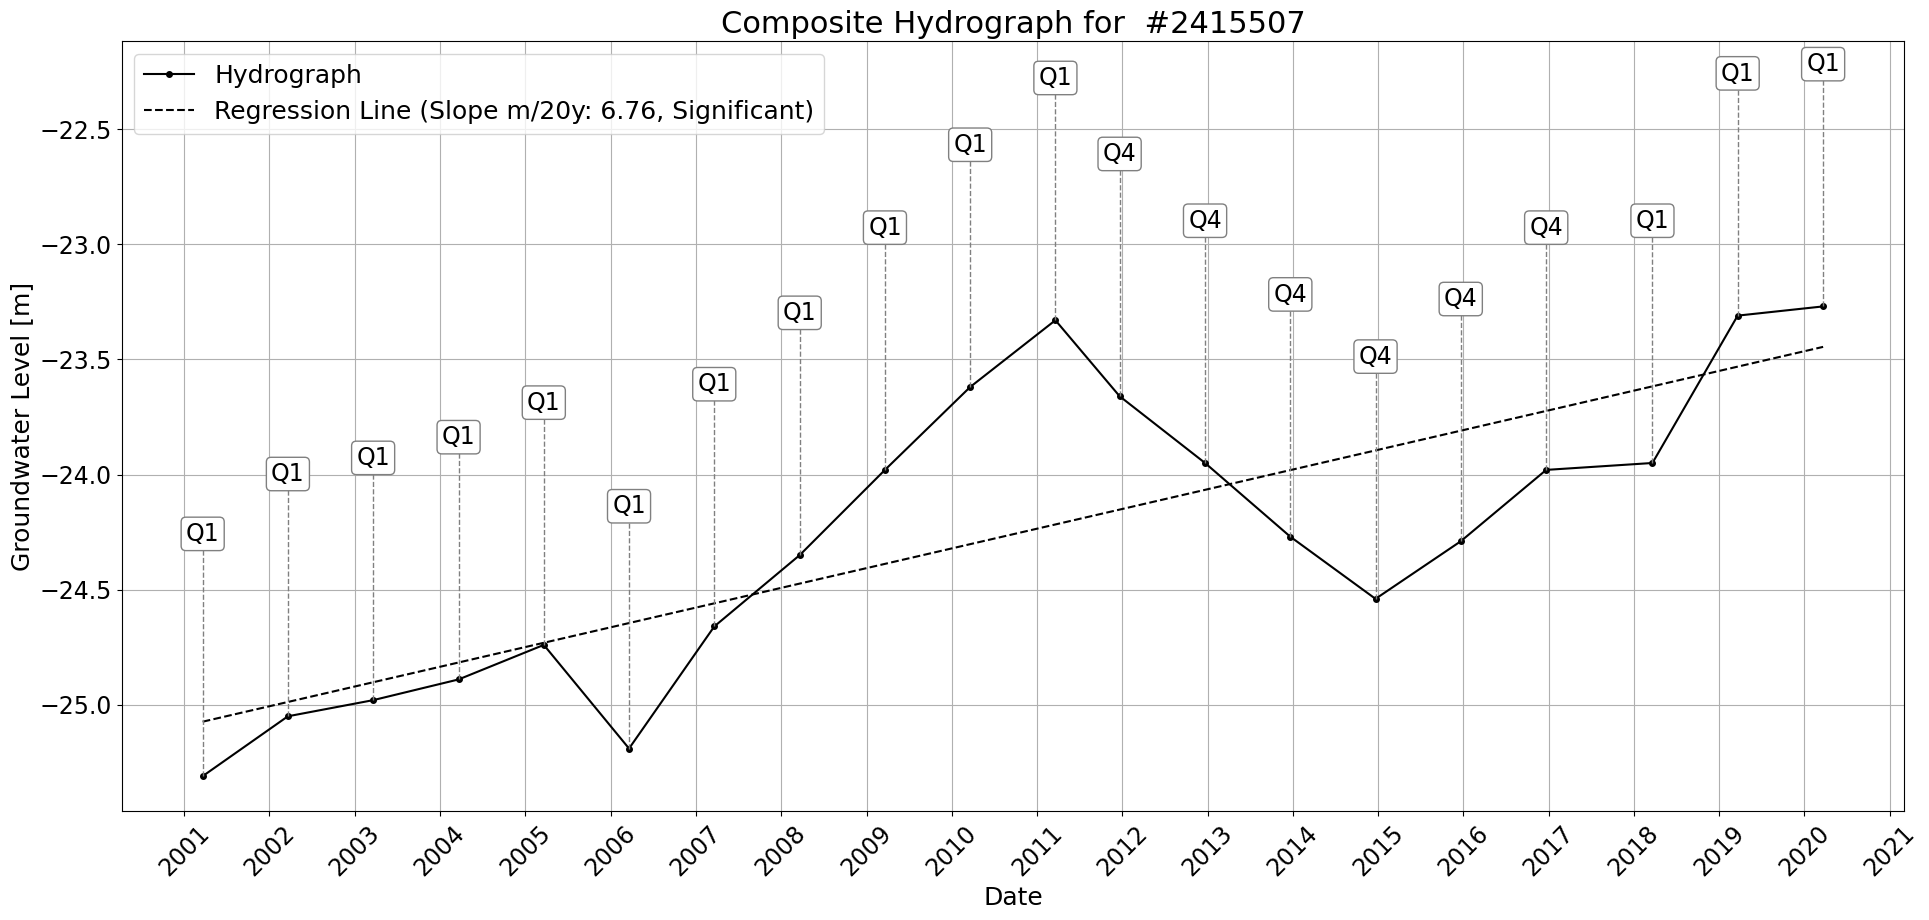 Composite Hydrograph for  #2415507
Hydrograph
Regression Line (Slope m/20y: 6.76, Significant)
Q1
Q1
Q1
Q1
Q1
Q1
Q1
Q1
Q1
Q1
Q1
Q4
Q4
Q4
Q4
Q4
Q4
Q1
Q1
Q1
Groundwater Level [m]
−22.5
−23.0
−23.5
−24.0
−24.5
−25.0
2001
2002
2003
2004
2005
2006
2007
2008
2009
2010
2011
2012
2013
2014
2015
2016
2017
2018
2019
2020
2021
Date